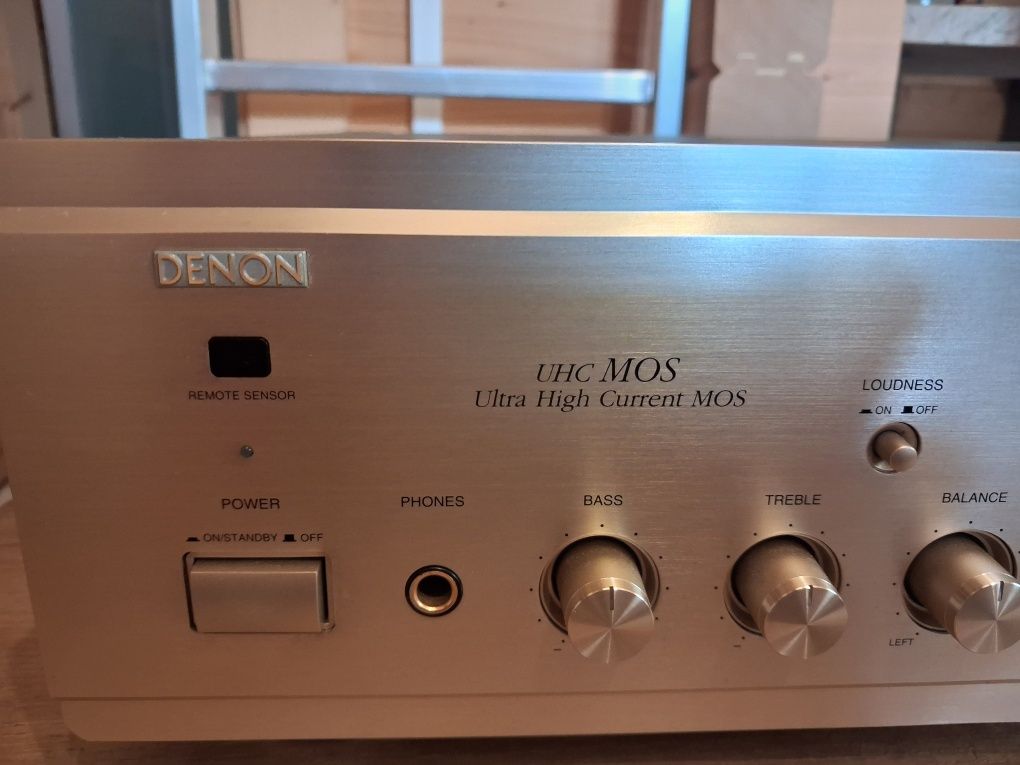 DENON
REMOTE SENSOR
UHC MOS
Ultra High Current MOS
LOUDNESS
ON OFF
POWER
ON/STANDBY OFF
PHONES
BASS
TREBLE
BALANCE
LEFT